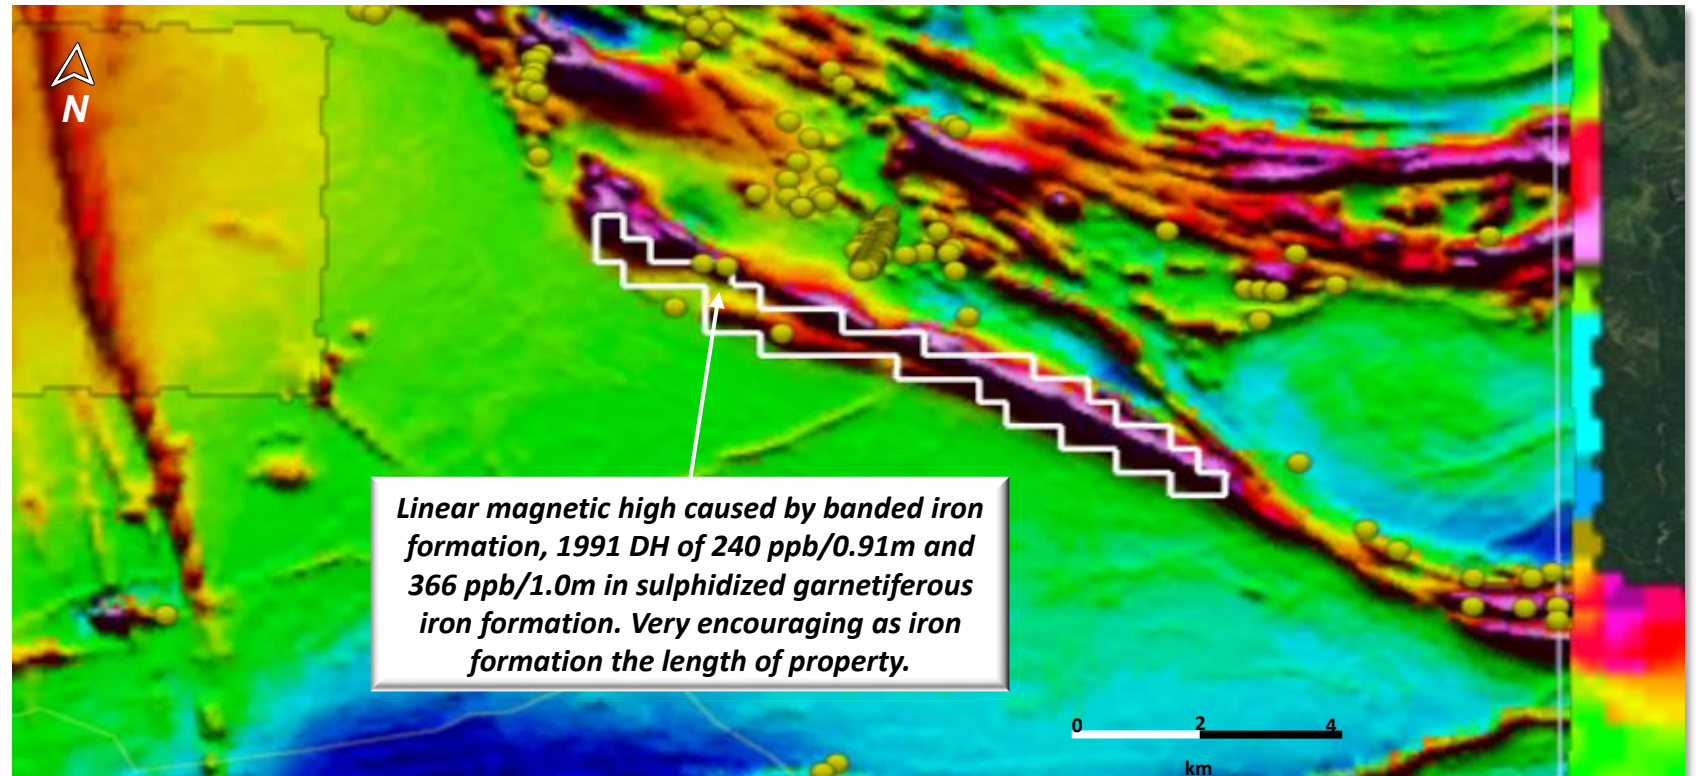 N
Linear magnetic high caused by banded iron
formation, 1991 DH of 240 ppb/0.91m and
366 ppb/1.0m in sulphidized garnetiferous
iron formation. Very encouraging as iron
formation the length of property.
0 2 4
km